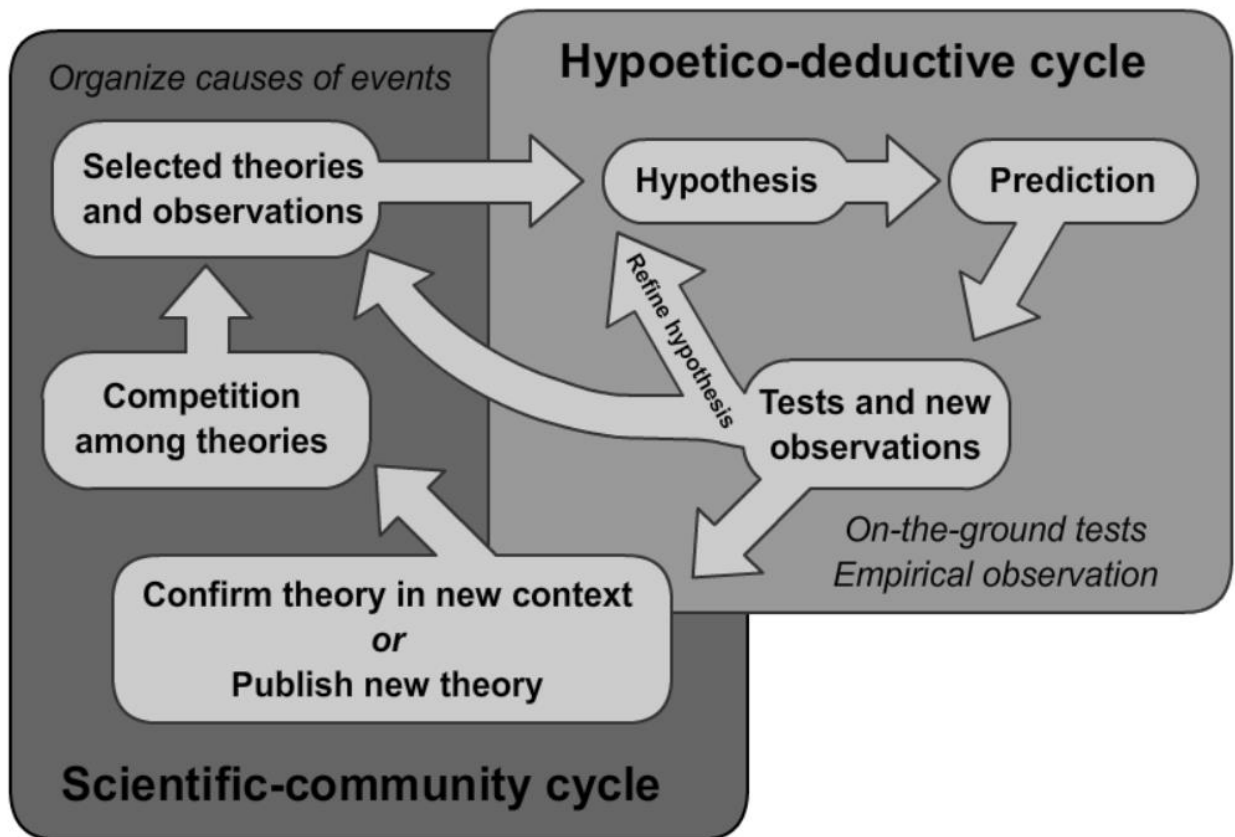 Hypoetico-deductive cycle
Organize causes of events
Selected theories
and observations
Hypothesis
Prediction
Refine hypothesis
Competition
among theories
Tests and new
observations
On-the-ground tests
Empirical observation
Confirm theory in new context
or
Publish new theory
Scientific-community cycle